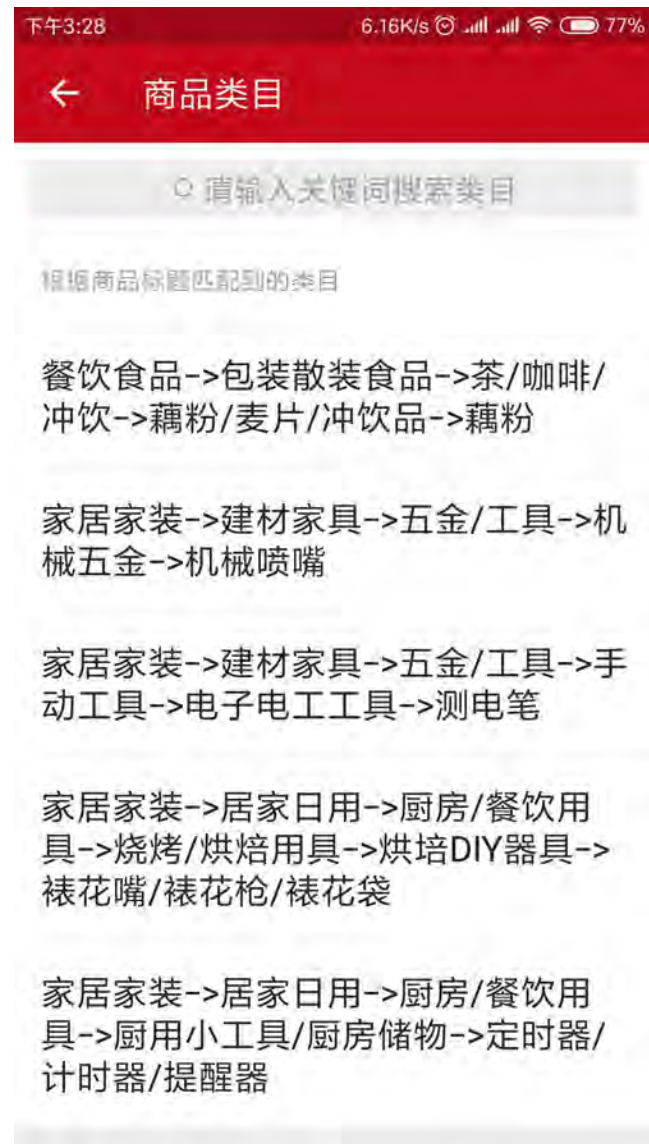 下午3:28 6.16K/s 77%
商品类目
请输入关键词搜索类目
根据商品标题匹配到的类目
餐饮食品->包装散装食品->茶/咖啡/
冲饮->藕粉/麦片/冲饮品->藕粉
家居家装->建材家具->五金/工具->机
械五金->机械喷嘴
家居家装->建材家具->五金/工具->手
动工具->电子电工工具->测电笔
家居家装->居家日用->厨房/餐饮用
具->烧烤/烘焙用具->烘培DIY器具->
裱花嘴/裱花枪/裱花袋
家居家装->居家日用->厨房/餐饮用
具->厨用小工具/厨房储物->定时器/
计时器/提醒器